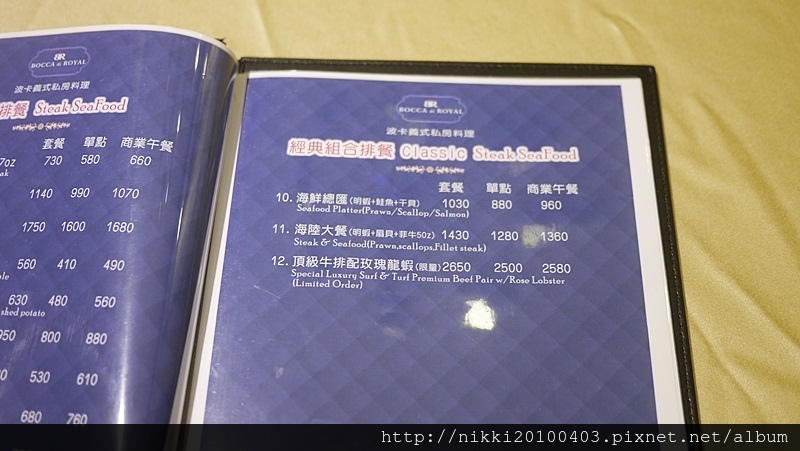 BR
BOCCA di ROYAL
波卡義式私房料理
排餐 Steak SeaFood
套餐 單點 商業午餐
7oz 730 580 660
1140 990 1070
1750 1600 1680
560 410 490
630 480 560
950 800 880
530 610
680 760
BR
BOCCA di ROYAL
波卡義式私房料理
經典組合排餐 Classic Steak SeaFood
套餐 單點 商業午餐
10. 海鮮總匯(明蝦+鮭魚+干貝) 1030 880 960
Seafood Platter(Prawn/Scallop/Salmon)
11. 海陸大餐(明蝦+扇貝+菲牛5oz) 1430 1280 1360
Steak & Seafood(Prawn,scallops,Fillet steak)
12. 頂級牛排配玫瑰龍蝦(限量) 2650 2500 2580
Special Luxury Surf & Turf Premium Beef Pair w/Rose Lobster
(Limited Order)
http://nikki20100403.pixnet.net/album